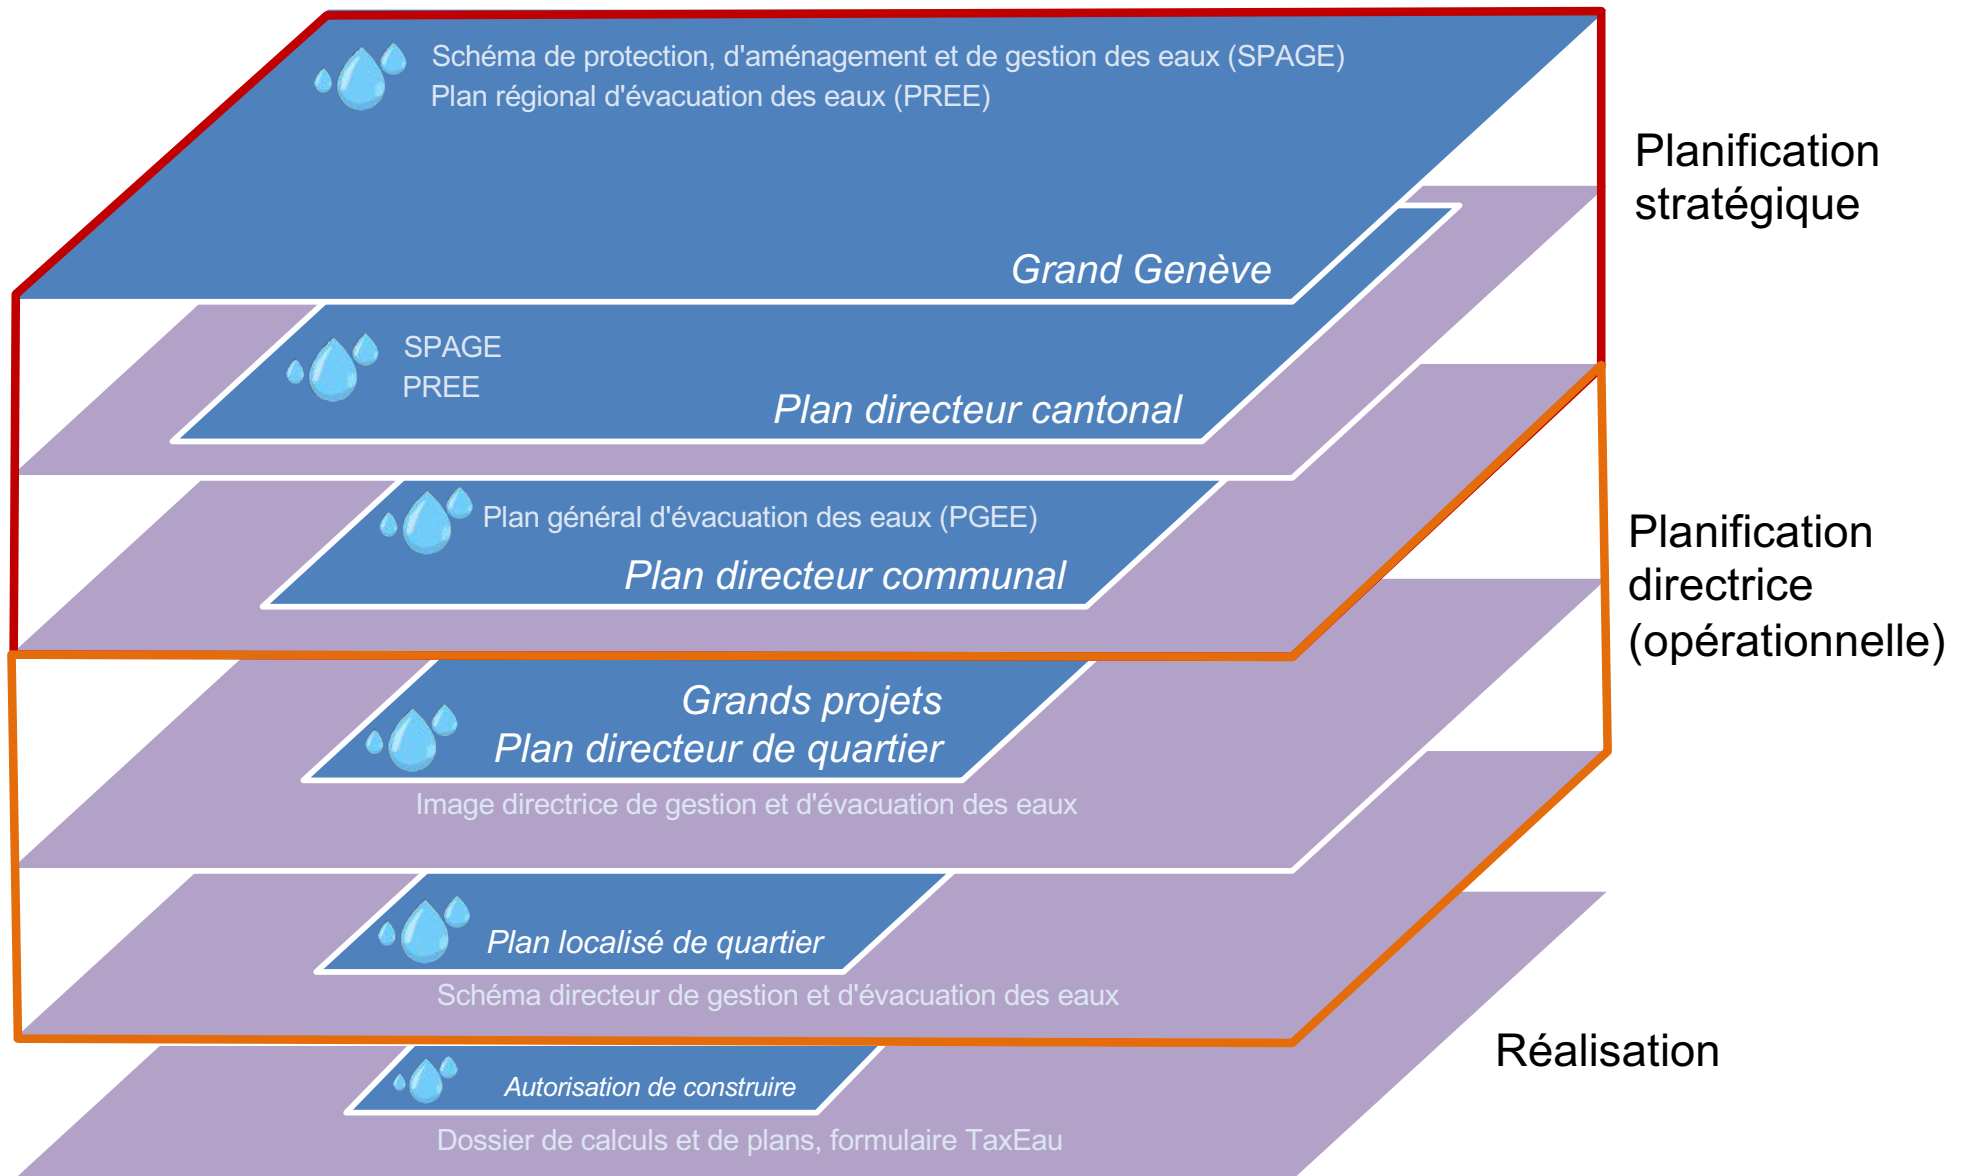 Schéma de protection, d'aménagement et de gestion des eaux (SPAGE)
Plan régional d'évacuation des eaux (PREE)
Grand Genève
Planification
stratégique
SPAGE
PREE
Plan directeur cantonal
Plan général d'évacuation des eaux (PGEE)
Plan directeur communal
Planification
directrice
(opérationnelle)
Grands projets
Plan directeur de quartier
Image directrice de gestion et d'évacuation des eaux
Plan localisé de quartier
Schéma directeur de gestion et d'évacuation des eaux
Réalisation
Autorisation de construire
Dossier de calculs et de plans, formulaire TaxEau